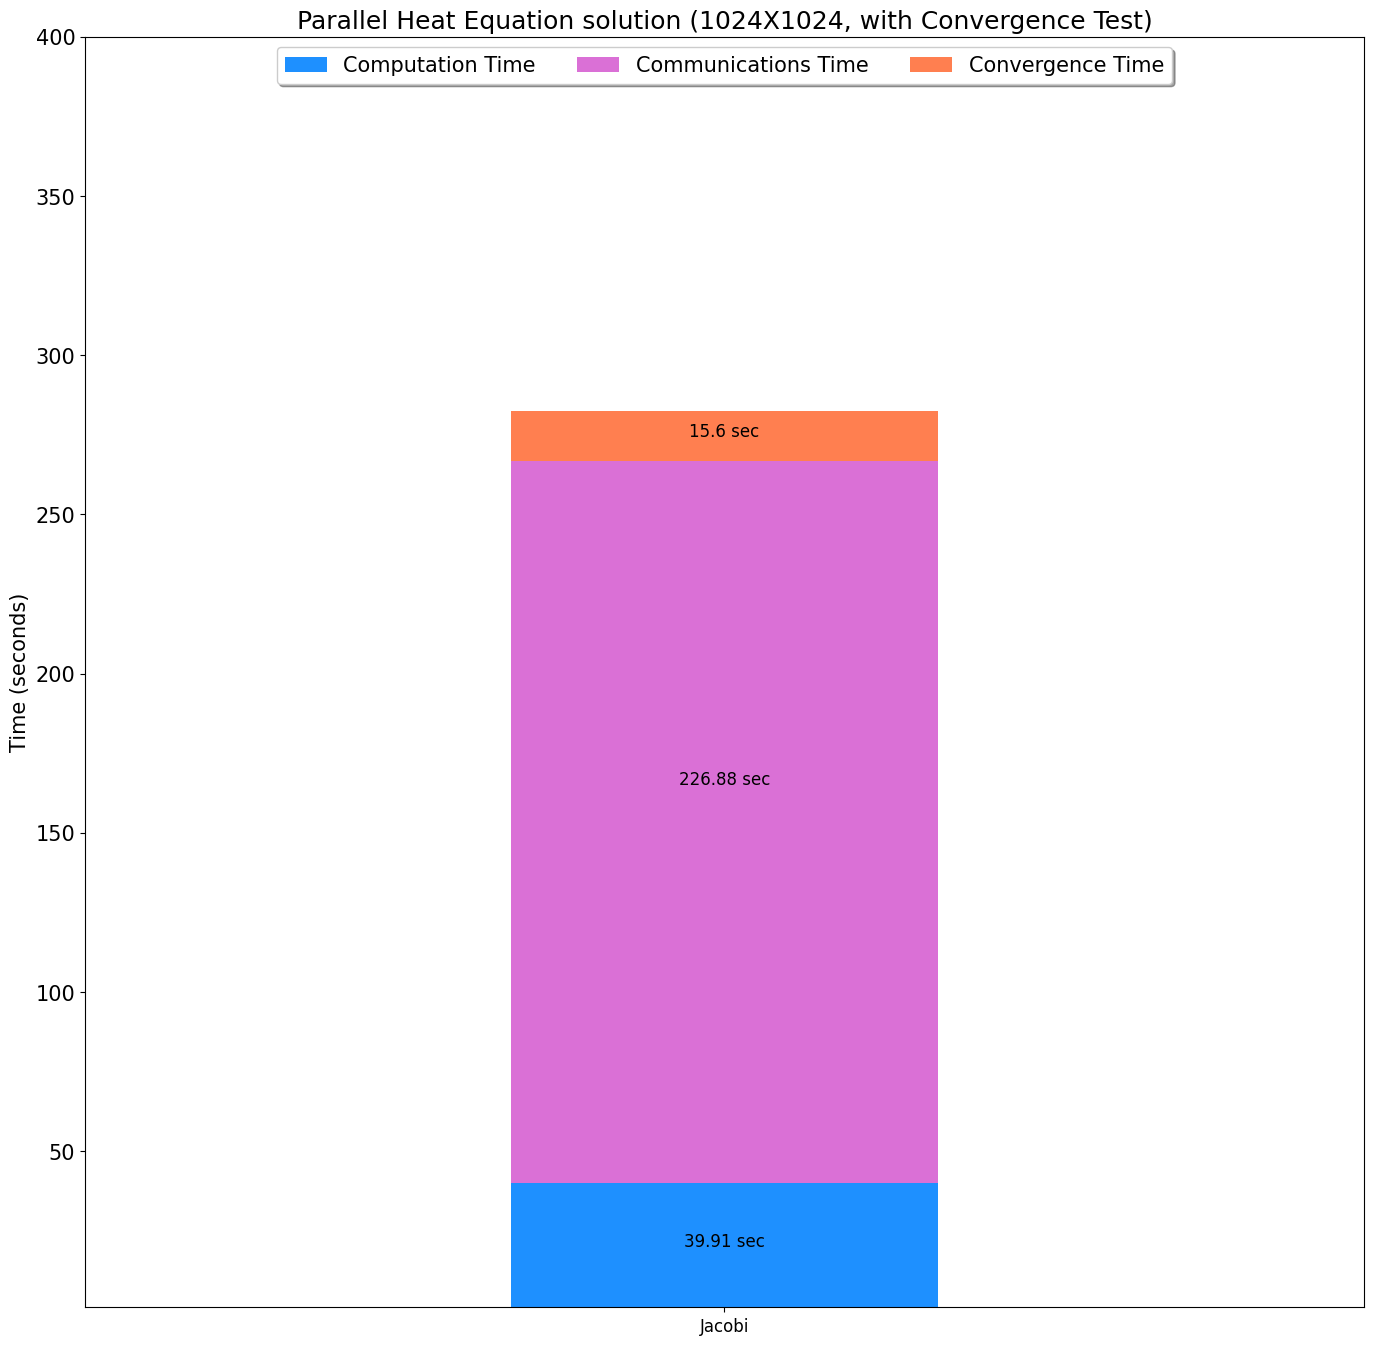 Parallel Heat Equation solution (1024X1024, with Convergence Test)
Computation Time
Communications Time
Convergence Time
400
350
300
250
200
150
100
50
Time (seconds)
15.6 sec
226.88 sec
39.91 sec
Jacobi